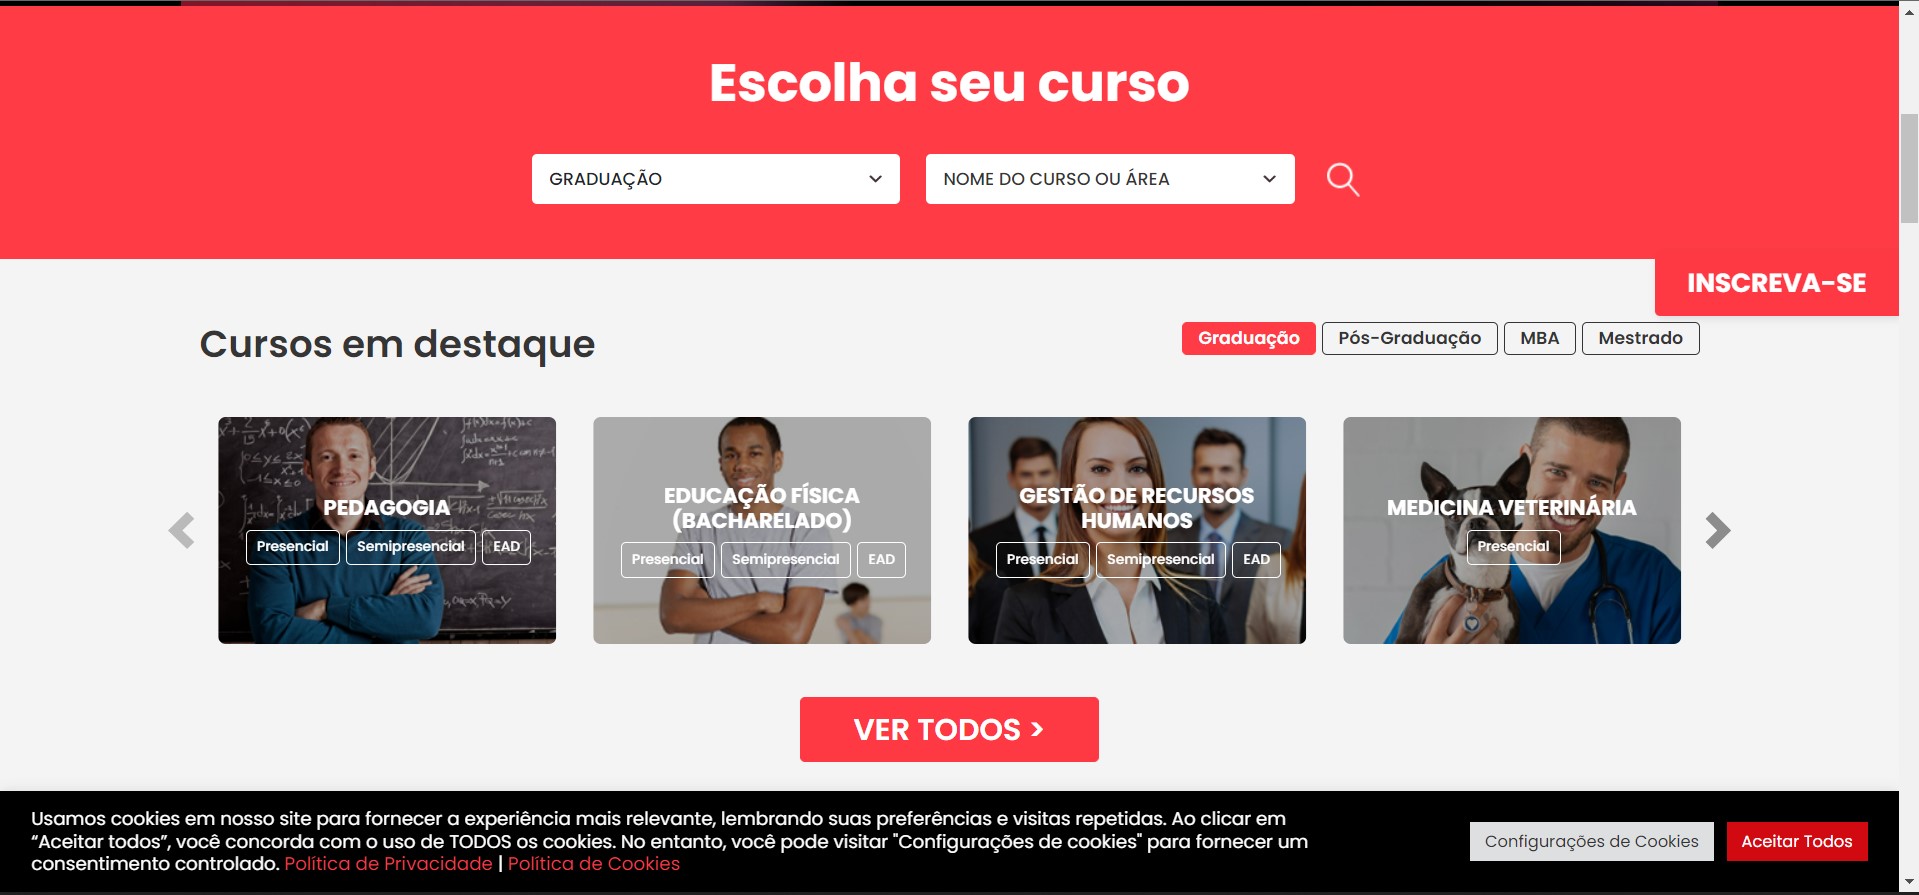 Escolha seu curso
GRADUAÇÃO
NOME DO CURSO OU ÁREA
INSCREVA-SE
Cursos em destaque
Graduação
Pós-Graduação
MBA
Mestrado
PEDAGOGIA
Presencial
Semipresencial
EAD
EDUCAÇÃO FÍSICA
(BACHARELADO)
Presencial
Semipresencial
EAD
GESTÃO DE RECURSOS
HUMANOS
Presencial
Semipresencial
EAD
MEDICINA VETERINÁRIA
Presencial
VER TODOS >
Usamos cookies em nosso site para fornecer a experiência mais relevante, lembrando suas preferências e visitas repetidas. Ao clicar em
“Aceitar todos”, você concorda com o uso de TODOS os cookies. No entanto, você pode visitar "Configurações de cookies" para fornecer um
consentimento controlado. Política de Privacidade | Política de Cookies
Configurações de Cookies
Aceitar Todos